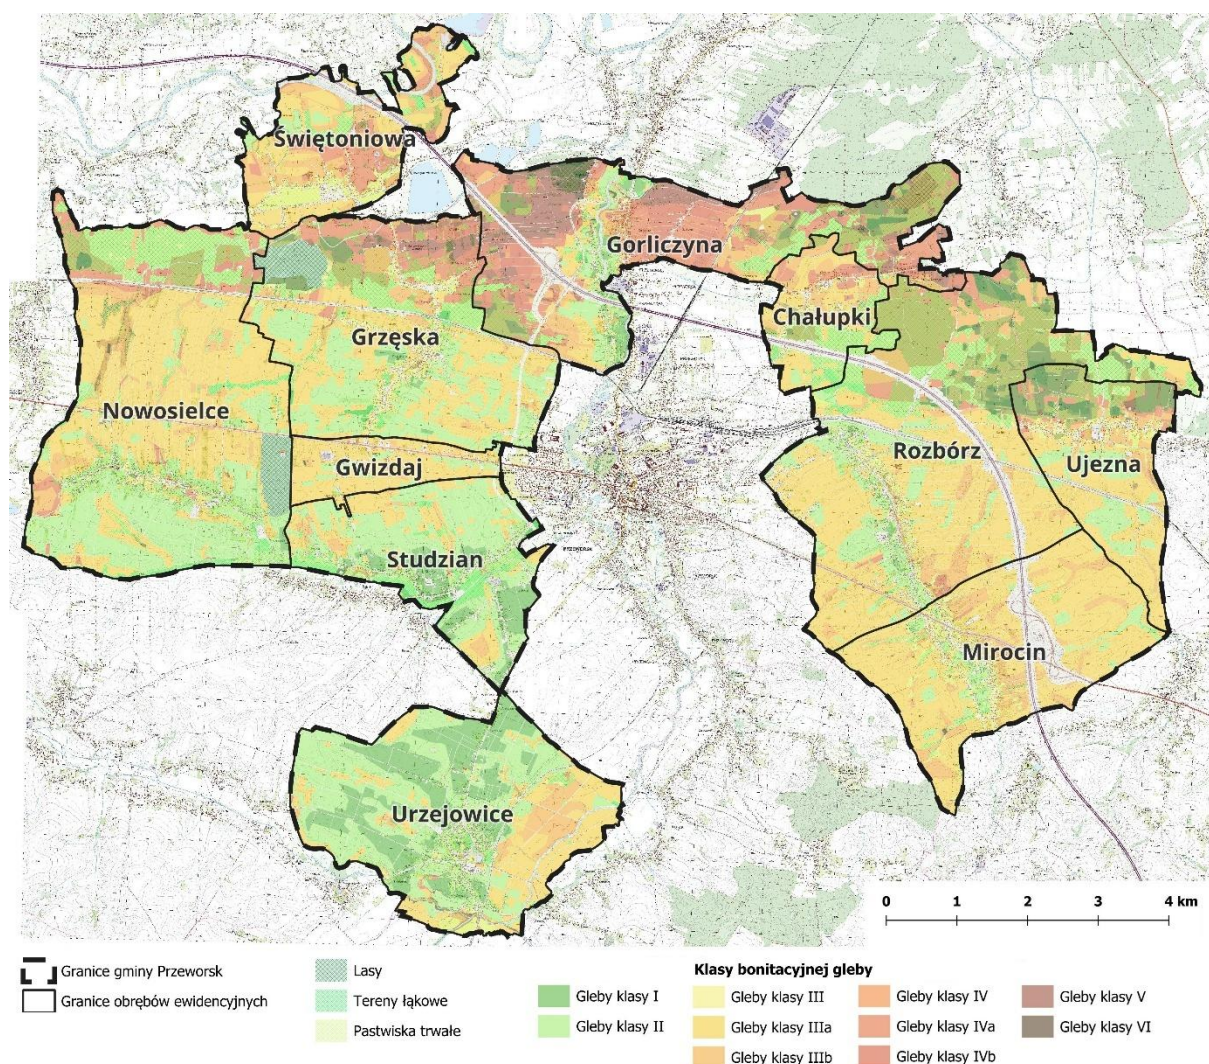 Świętoniowa
Gorliczyna
Chałupki
Grzęska
Nowosielce
Rozbórz
Ujezna
Gwizdaj
Studzian
Mirocin
Urzejowice
0 1 2 3 4 km
Granice gminy Przeworsk
Granice obrębów ewidencyjnych
Lasy
Tereny łąkowe
Pastwiska trwałe
Klasy bonitacyjnej gleby
Gleby klasy I
Gleby klasy II
Gleby klasy III
Gleby klasy IIIa
Gleby klasy IIIb
Gleby klasy IV
Gleby klasy IVa
Gleby klasy IVb
Gleby klasy V
Gleby klasy VI